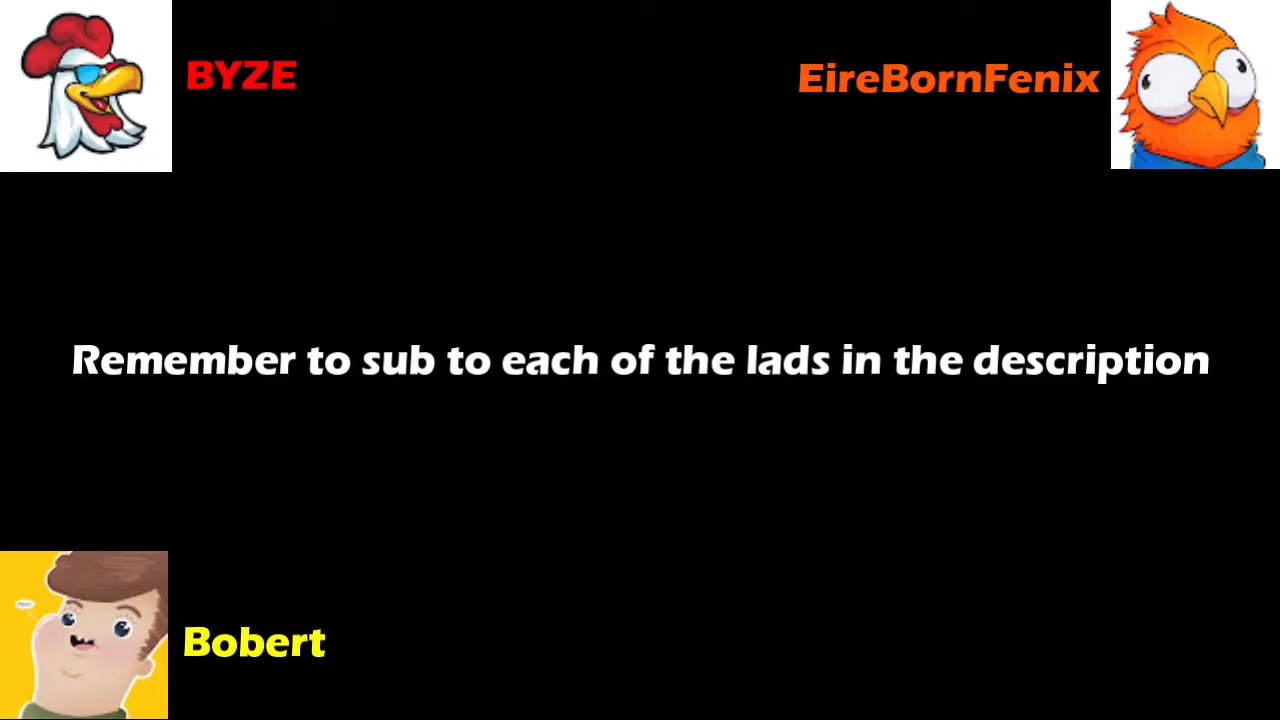 BYZE
EireBornFenix
Remember to sub to each of the lads in the description
Bobert